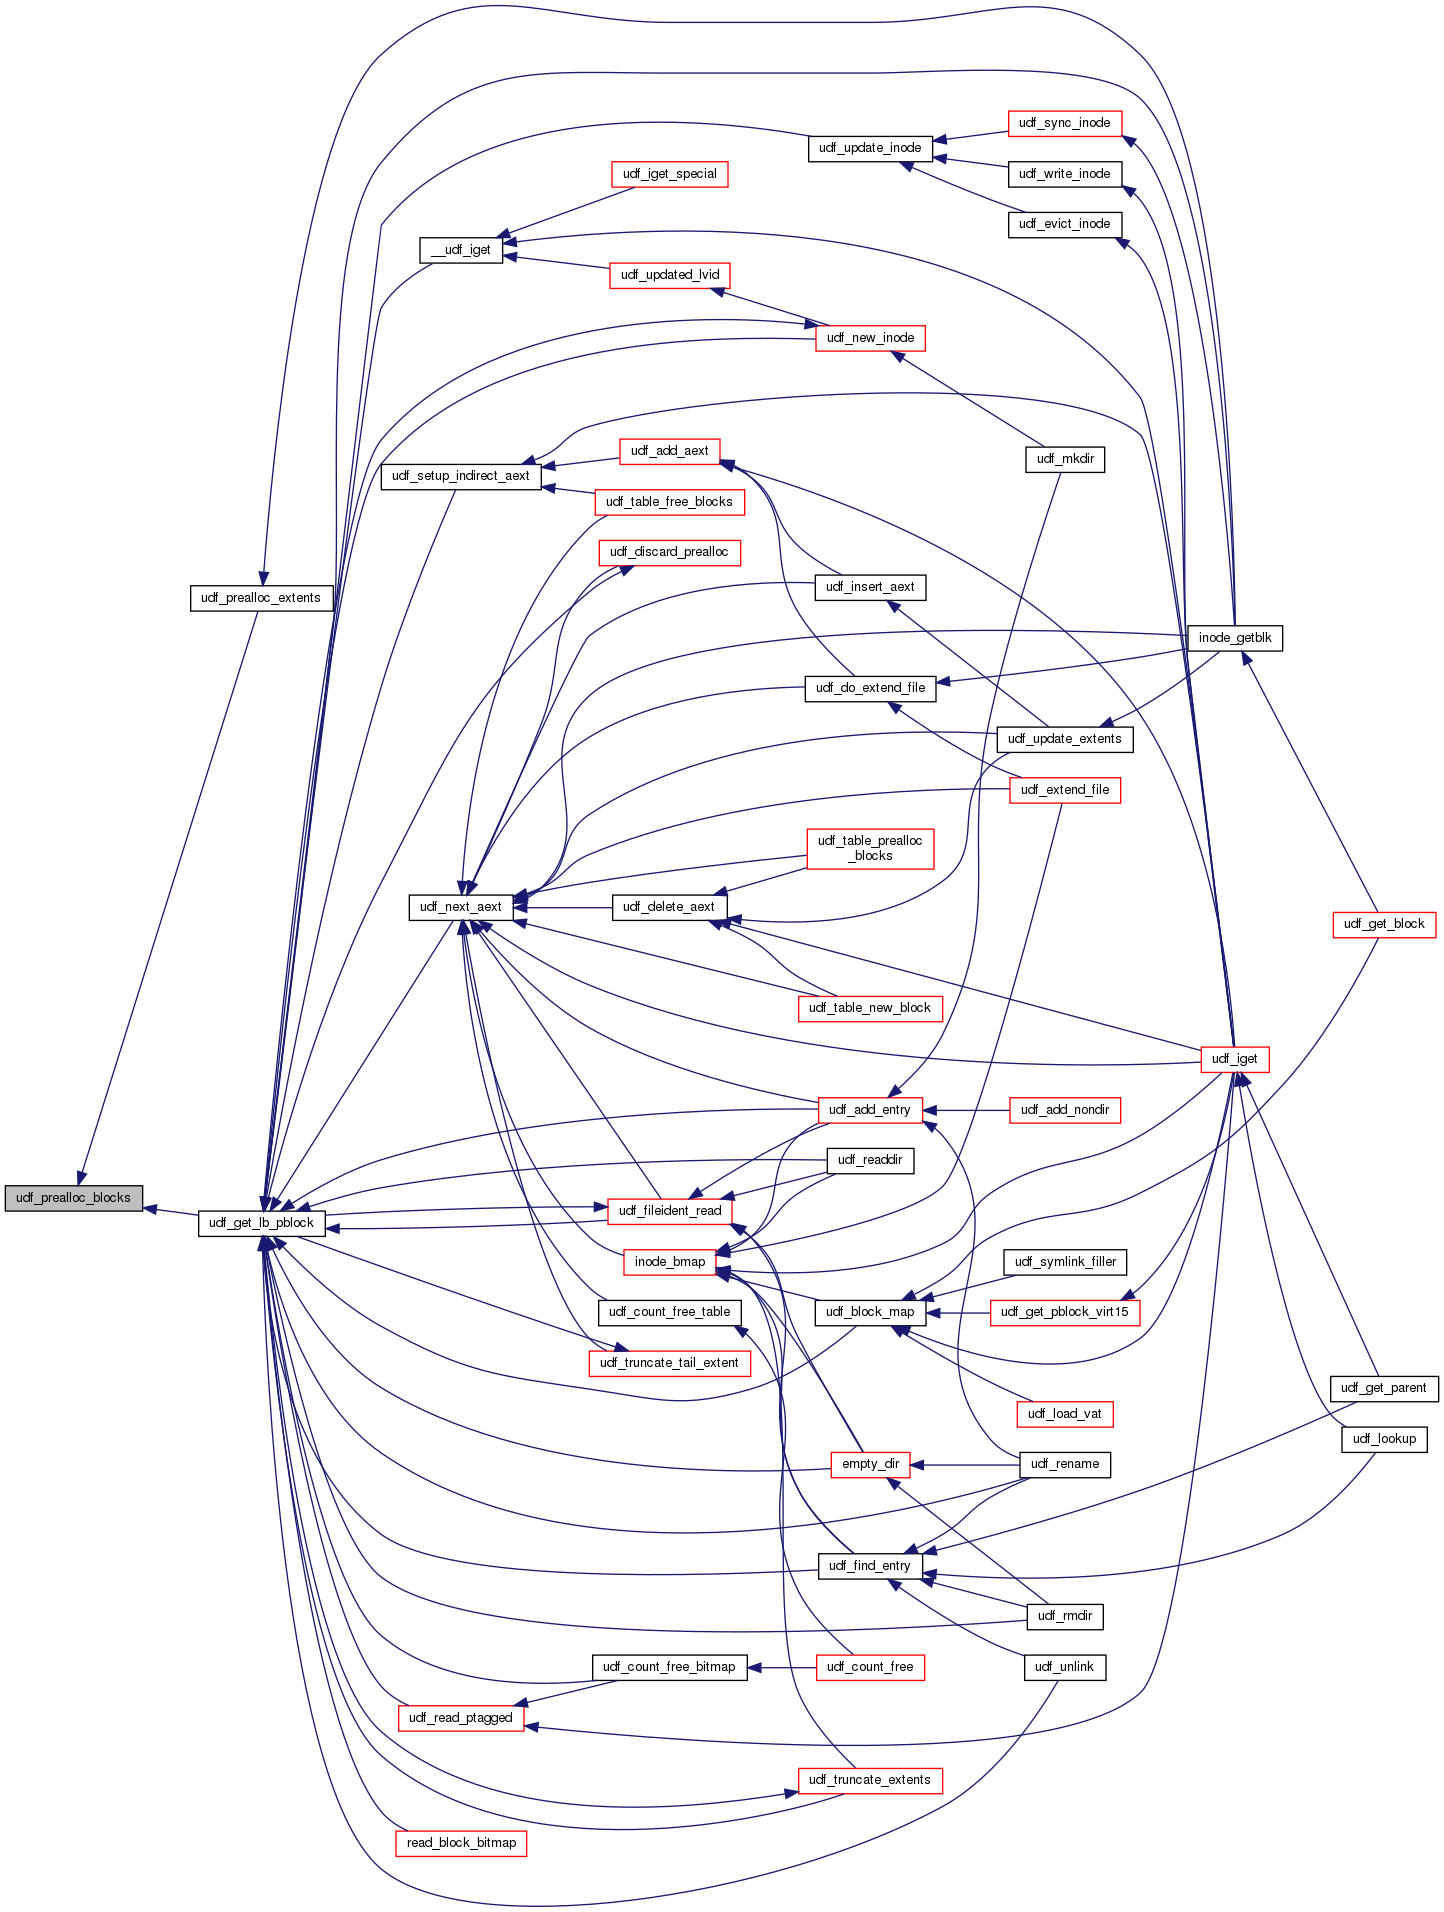 udf_sync_inode
udf_update_inode
udf_iget_special
udf_write_inode
udf_evict_inode
__udf_iget
udf_updated_lvid
udf_new_inode
udf_add_aext
udf_mkdir
udf_setup_indirect_aext
udf_table_free_blocks
udf_discard_prealloc
udf_insert_aext
udf_prealloc_extents
inode_getblk
udf_do_extend_file
udf_update_extents
udf_extend_file
udf_table_prealloc
_blocks
udf_next_aext
udf_delete_aext
udf_get_block
udf_table_new_block
udf_iget
udf_add_entry
udf_add_nondir
udf_readdir
udf_prealloc_blocks
udf_fileident_read
udf_get_lb_pblock
inode_bmap
udf_symlink_filler
udf_count_free_table
udf_block_map
udf_get_pblock_virt15
udf_truncate_tail_extent
udf_get_parent
udf_load_vat
udf_lookup
empty_dir
udf_rename
udf_find_entry
udf_rmdir
udf_count_free_bitmap
udf_count_free
udf_unlink
udf_read_ptagged
udf_truncate_extents
read_block_bitmap